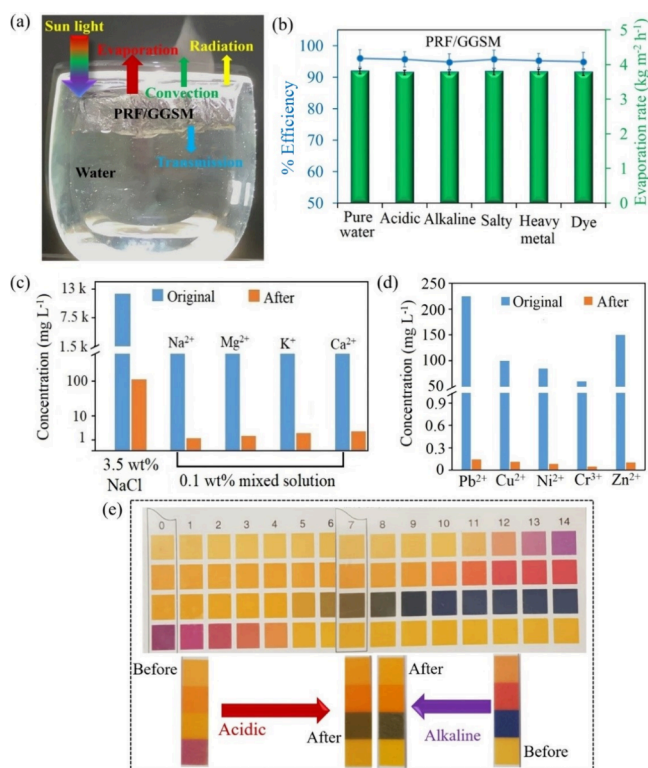 (a)
Sun light
Evaporation
Radiation
Convection
PRF/GGSM
Transmission
Water
(b)
PRF/GGSM
% Efficiency
100
90
80
70
60
50
Evaporation rate (kg m⁻² h⁻¹)
5
4
3
2
1
0
Pure water
Acidic
Alkaline
Salty
Heavy metal
Dye
(c)
Original
After
Concentration (mg L⁻¹)
13 k
7.5 k
1.5 k
100
10
1
Na²⁺
Mg²⁺
K⁺
Ca²⁺
3.5 wt%
NaCl
0.1 wt% mixed solution
(d)
Original
After
Concentration (mg L⁻¹)
250
200
150
100
50
0.9
0.6
0.3
0
Pb²⁺
Cu²⁺
Ni²⁺
Cr³⁺
Zn²⁺
(e)
0 1 2 3 4 5 6 7 8 9 10 11 12 13 14
Before
Acidic
After
After
Alkaline
Before